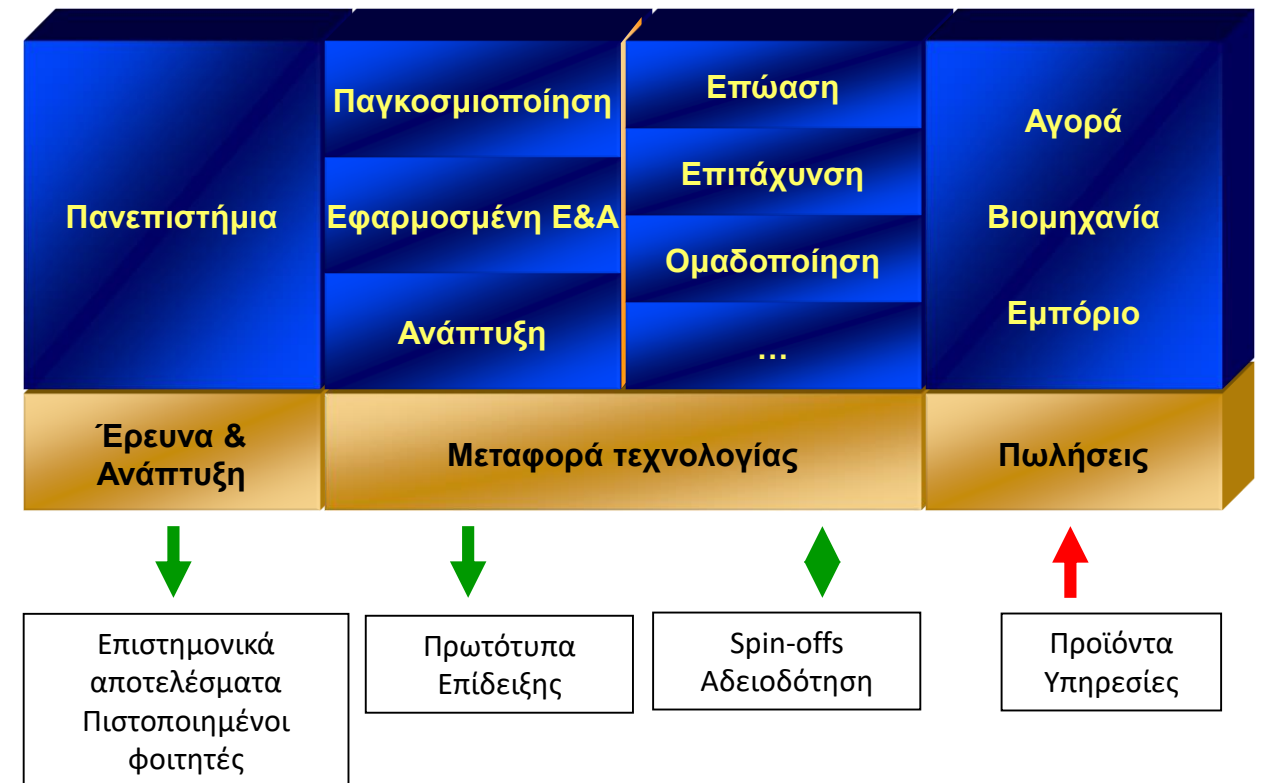 Πανεπιστήμια
Παγκοσμιοποίηση
Εφαρμοσμένη Ε&Α
Ανάπτυξη
Επώαση
Επιτάχυνση
Ομαδοποίηση
...
Αγορά
Βιομηχανία
Εμπόριο
Έρευνα &
Ανάπτυξη
Μεταφορά τεχνολογίας
Πωλήσεις
Επιστημονικά
αποτελέσματα
Πιστοποιημένοι
φοιτητές
Πρωτότυπα
Επίδειξης
Spin-offs
Αδειοδότηση
Προϊόντα
Υπηρεσίες